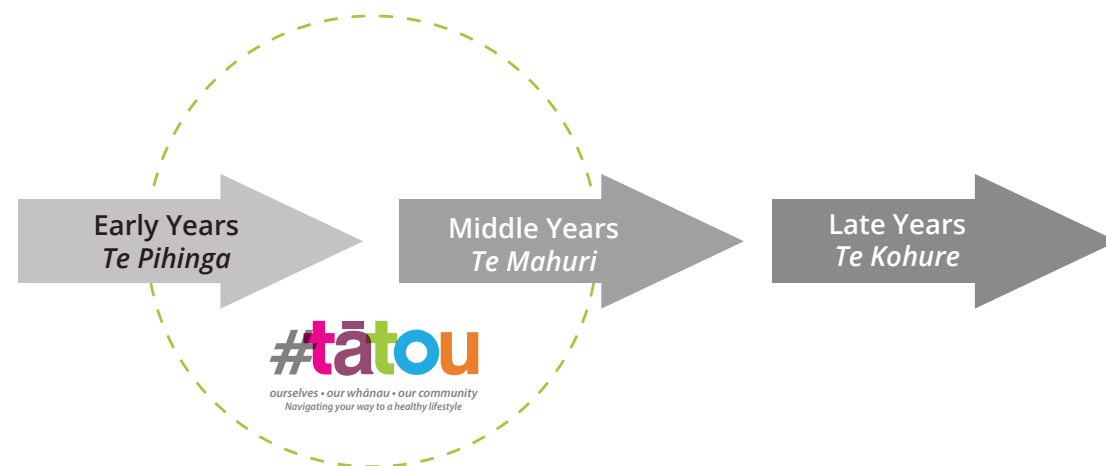 Early Years
Te Pihinga
Middle Years
Te Mahuri
Late Years
Te Kohure
#tātou
ourselves • our whānau • our community
Navigating your way to a healthy lifestyle